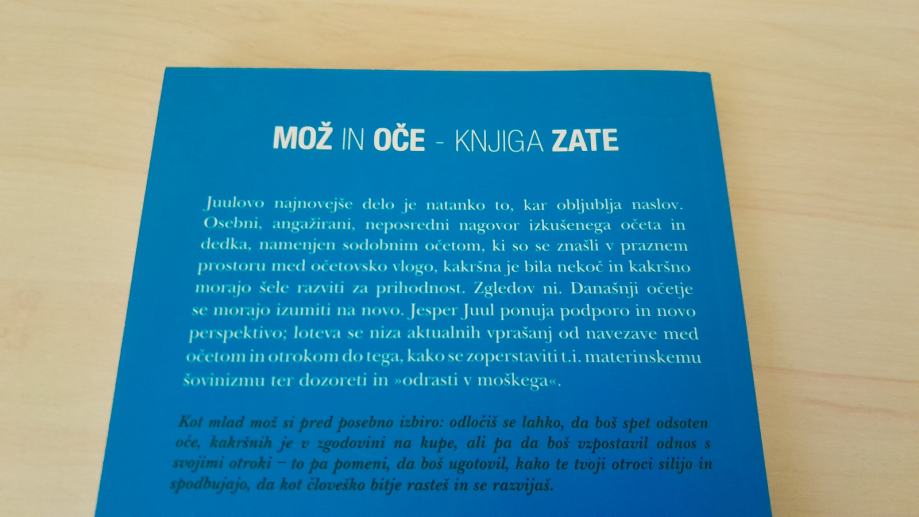 MOŽ IN OČE - KNJIGA ZATE
Juulovo najnovejše delo je natanko to, kar obljublja naslov.
Osebni, angažirani, neposredni nagovor izkušenega očeta in
dedka, namenjen sodobnim očetom, ki so se znašli v praznem
prostoru med očetovsko vlogo, kakršna je bila nekoč in kakršno
morajo šele razviti za prihodnost. Zgledov ni. Današnji očetje
se morajo izumiti na novo. Jesper Juul ponuja podporo in novo
perspektivo; loteva se niza aktualnih vprašanj od navezave med
očetom in otrokom do tega, kako se zoperstaviti t.i. materinskemu
šovinizmu ter dozoreti in »odrasti v moškega«.
Kot mlad mož si pred posebno izbiro: odločiš se lahko, da boš spet odsoten
oče, kakršnih je v zgodovini na kupe, ali pa da boš vzpostavil odnos s
svojimi otroki – to pa pomeni, da boš ugotovil, kako te tvoji otroci silijo in
spodbujajo, da kot človeško bitje rasteš in se razvijaš.